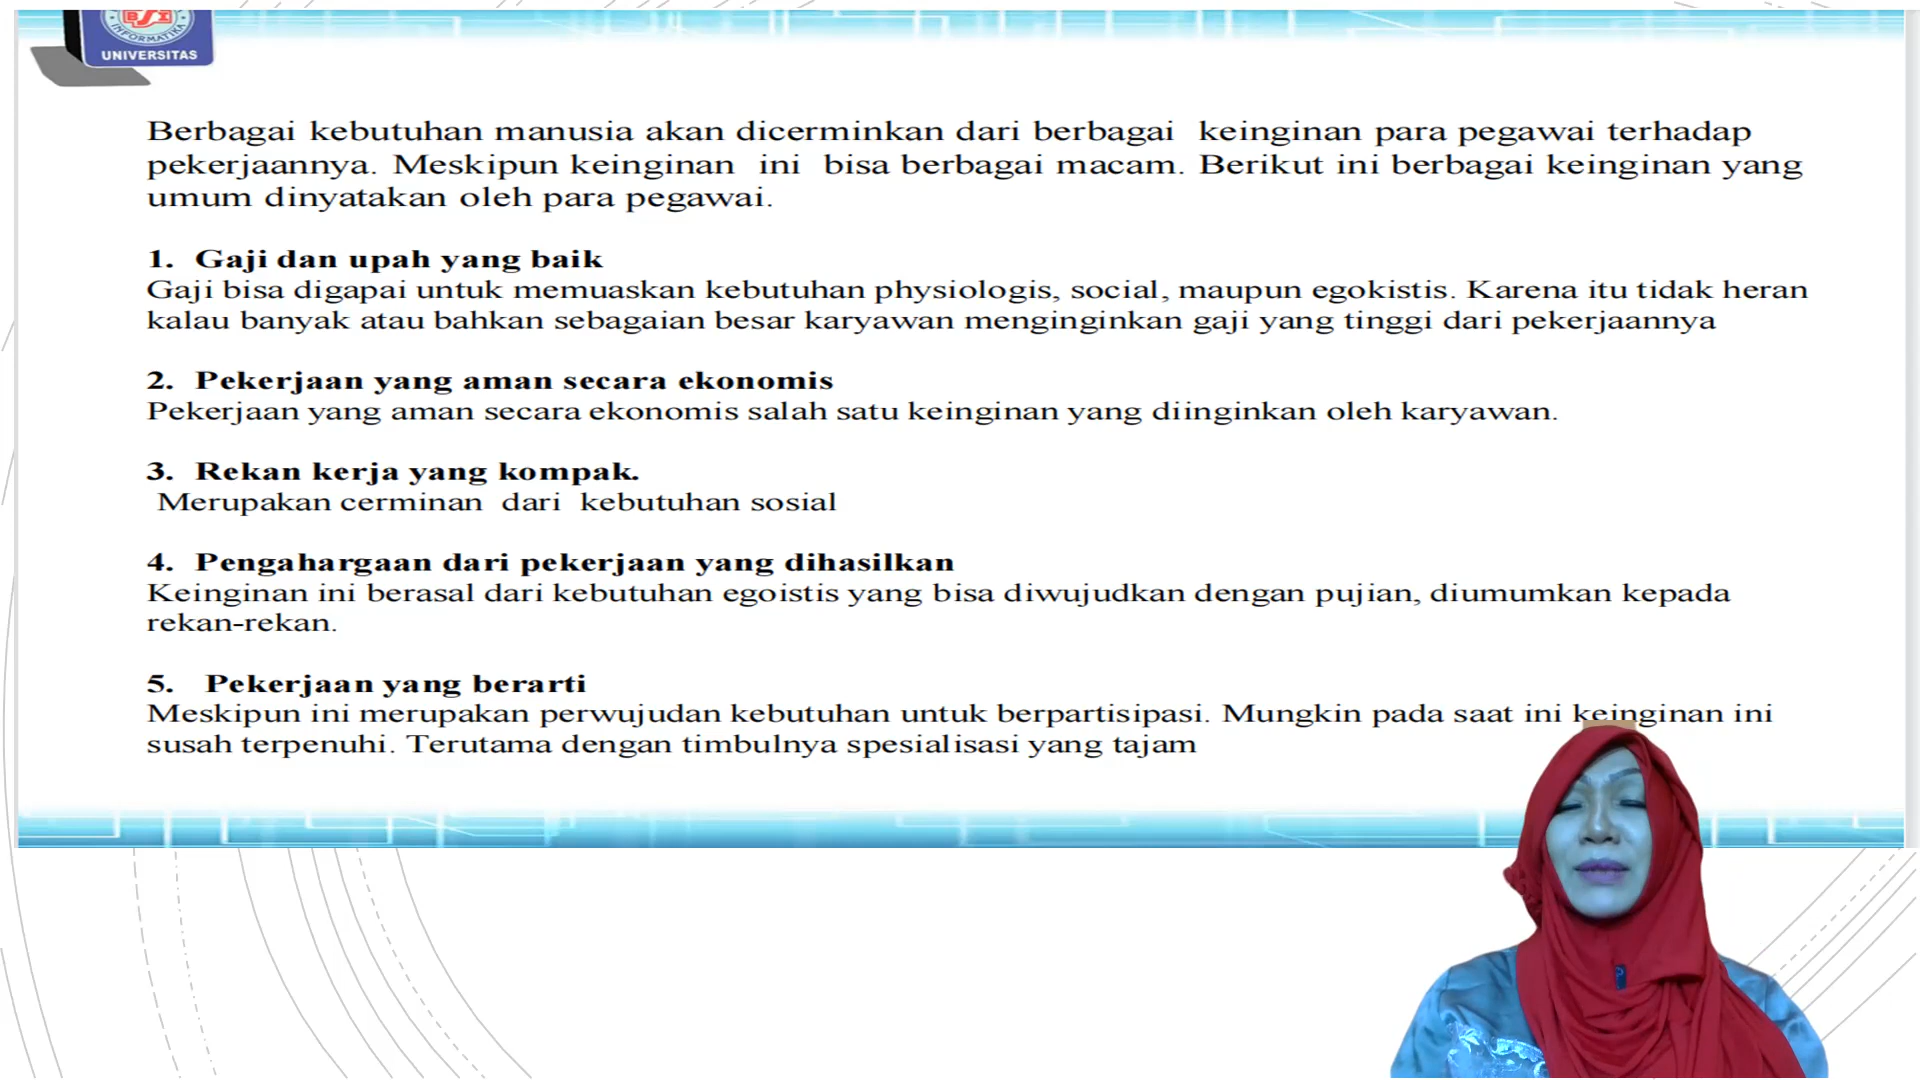 BSI
INFORMATIKA
UNIVERSITAS
Berbagai kebutuhan manusia akan dicerminkan dari berbagai keinginan para pegawai terhadap
pekerjaannya. Meskipun keinginan ini bisa berbagai macam. Berikut ini berbagai keinginan yang
umum dinyatakan oleh para pegawai.
1. Gaji dan upah yang baik
Gaji bisa digapai untuk memuaskan kebutuhan physiologis, social, maupun egokistis. Karena itu tidak heran
kalau banyak atau bahkan sebagaian besar karyawan menginginkan gaji yang tinggi dari pekerjaannya
2. Pekerjaan yang aman secara ekonomis
Pekerjaan yang aman secara ekonomis salah satu keinginan yang diinginkan oleh karyawan.
3. Rekan kerja yang kompak.
Merupakan cerminan dari kebutuhan sosial
4. Pengahargaan dari pekerjaan yang dihasilkan
Keinginan ini berasal dari kebutuhan egoistis yang bisa diwujudkan dengan pujian, diumumkan kepada
rekan-rekan.
5. Pekerjaan yang berarti
Meskipun ini merupakan perwujudan kebutuhan untuk berpartisipasi. Mungkin pada saat ini keinginan ini
susah terpenuhi. Terutama dengan timbulnya spesialisasi yang tajam